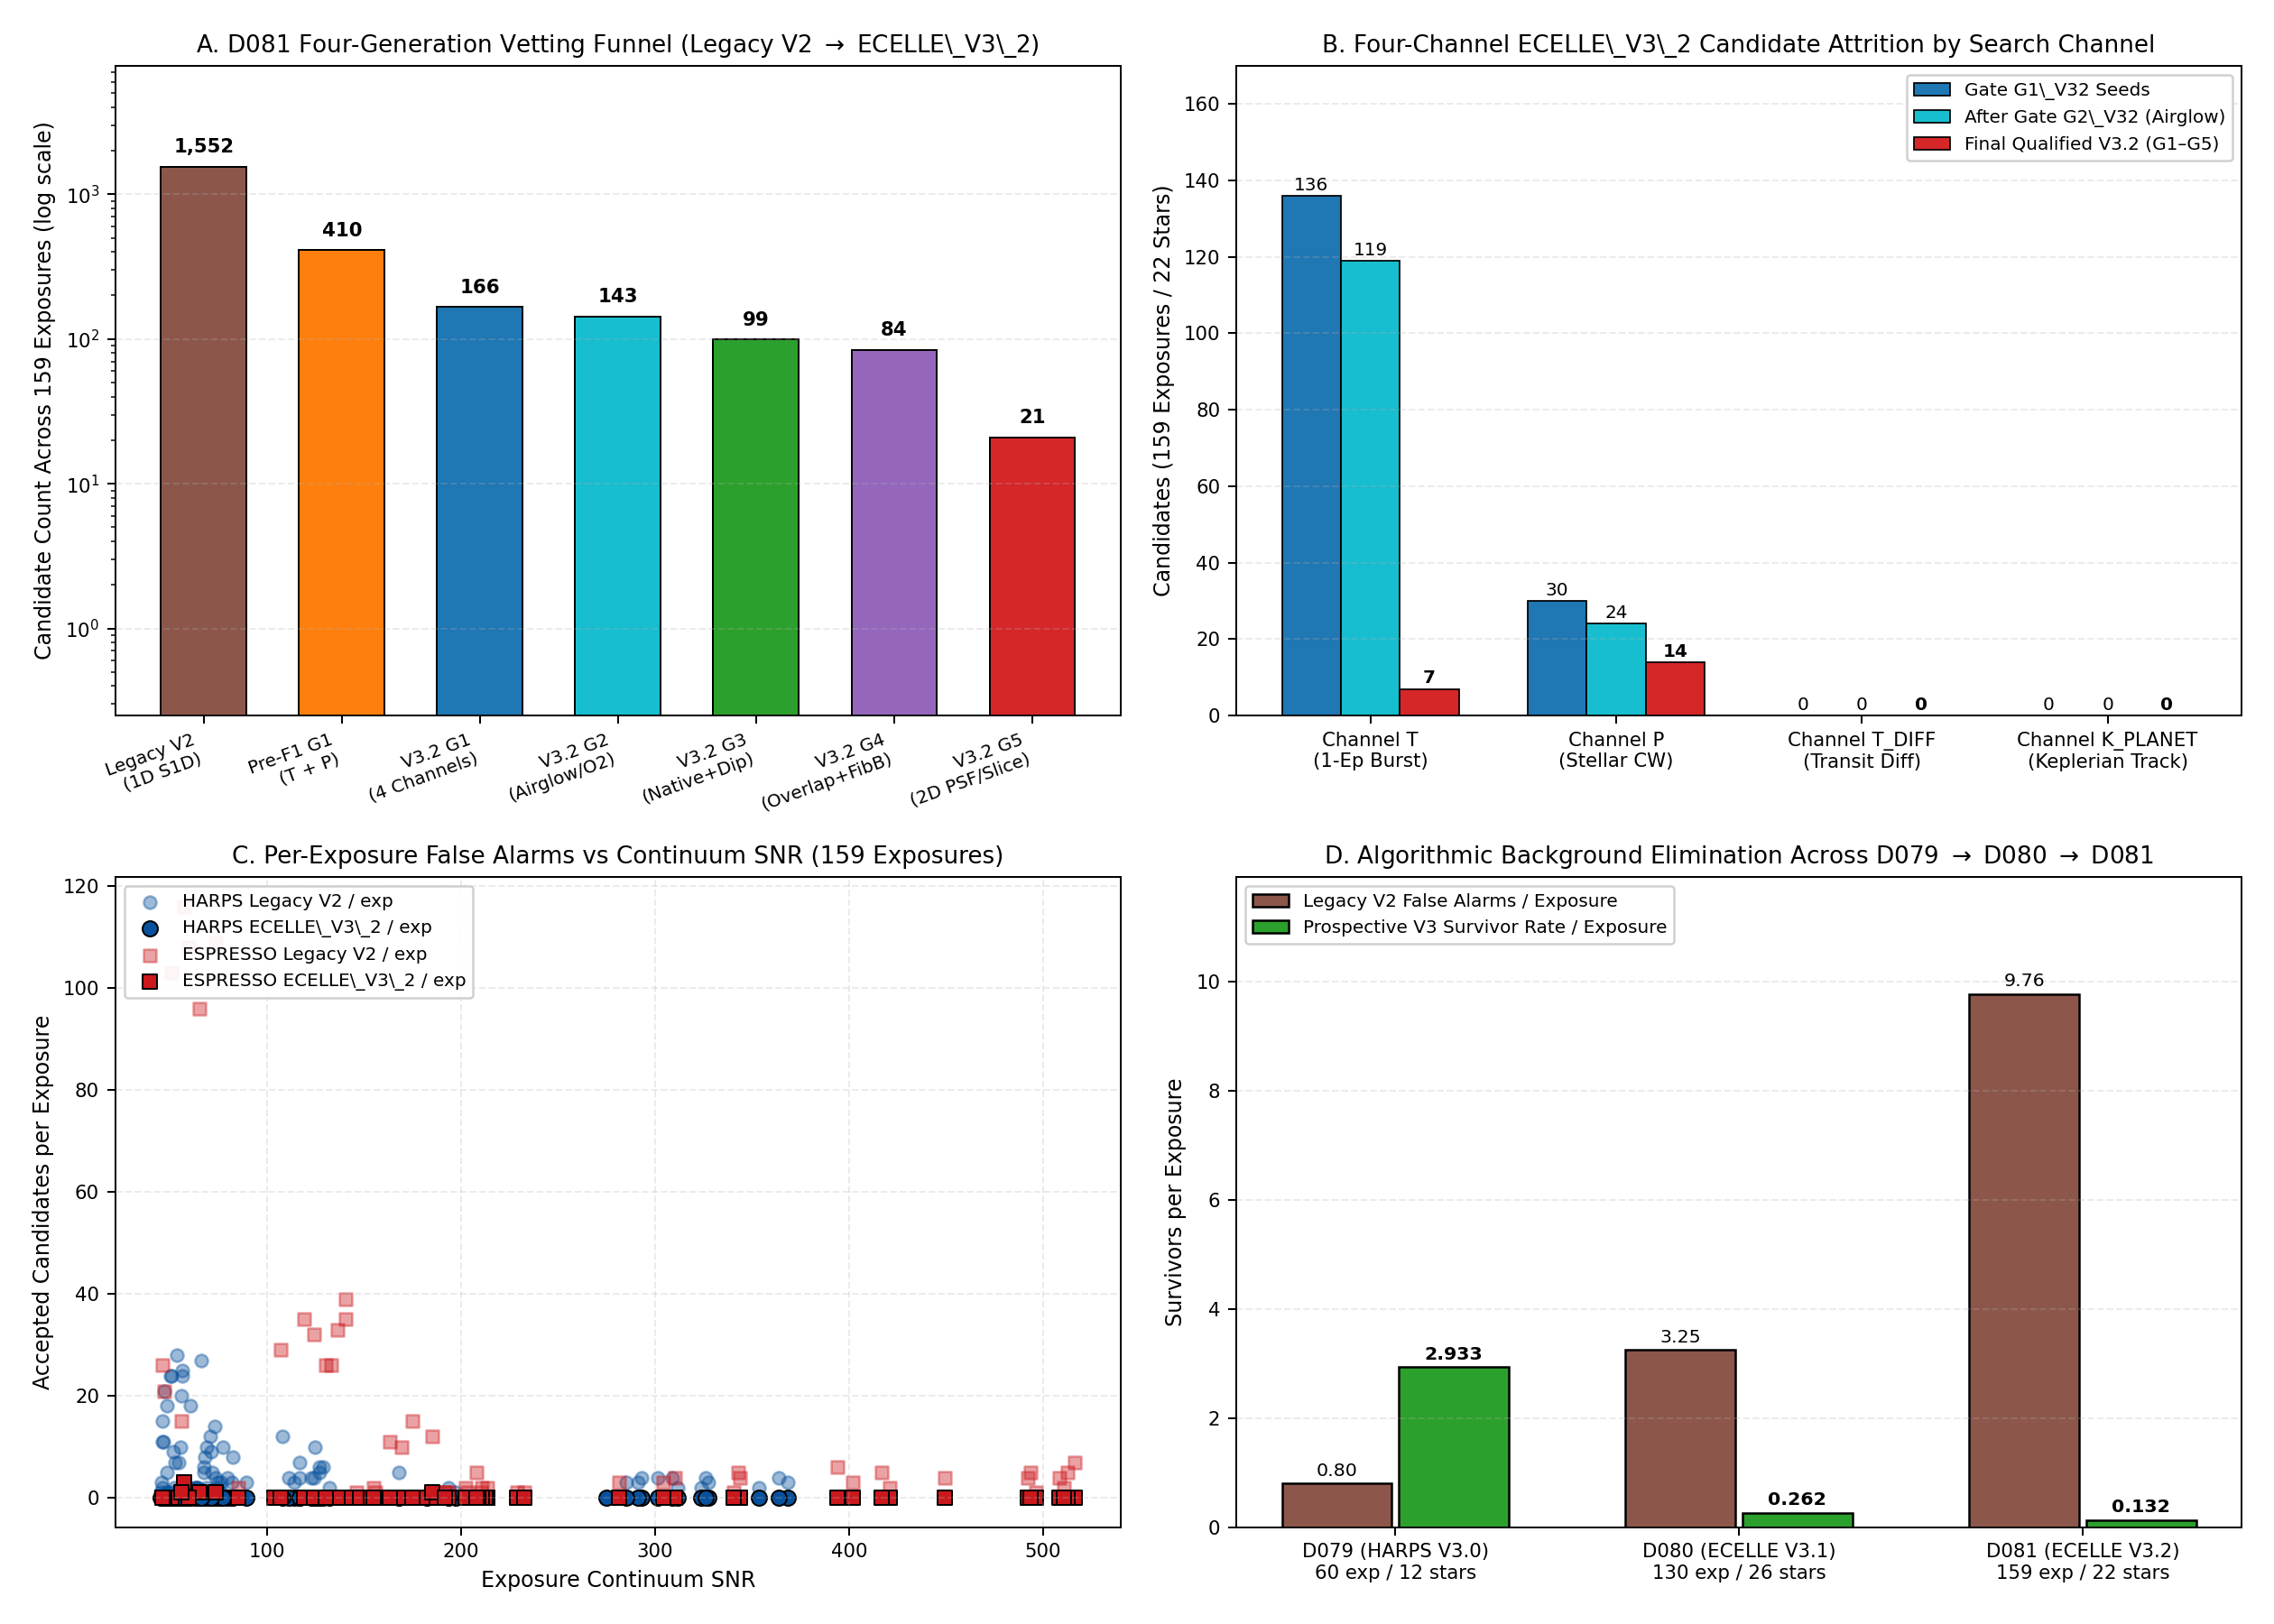 A. D081 Four-Generation Vetting Funnel (Legacy V2 → ECELLE\_V3\_2)
Candidate Count Across 159 Exposures (log scale)
10³
10²
10¹
10⁰
1,552
410
166
143
99
84
21
Legacy V2
(1D S1D)
Pre-F1 G1
(T + P)
V3.2 G1
(4 Channels)
V3.2 G2
(Airglow/O2)
V3.2 G3
(Native+Dip)
V3.2 G4
(Overlap+FibB)
V3.2 G5
(2D PSF/Slice)
B. Four-Channel ECELLE\_V3\_2 Candidate Attrition by Search Channel
Candidates (159 Exposures / 22 Stars)
160
140
120
100
80
60
40
20
0
Gate G1\_V32 Seeds
After Gate G2\_V32 (Airglow)
Final Qualified V3.2 (G1–G5)
136
119
7
30
24
14
0
0
0
0
0
0
Channel T
(1-Ep Burst)
Channel P
(Stellar CW)
Channel T_DIFF
(Transit Diff)
Channel K_PLANET
(Keplerian Track)
C. Per-Exposure False Alarms vs Continuum SNR (159 Exposures)
Accepted Candidates per Exposure
120
100
80
60
40
20
0
HARPS Legacy V2 / exp
HARPS ECELLE\_V3\_2 / exp
ESPRESSO Legacy V2 / exp
ESPRESSO ECELLE\_V3\_2 / exp
100
200
300
400
500
Exposure Continuum SNR
D. Algorithmic Background Elimination Across D079 → D080 → D081
Survivors per Exposure
10
8
6
4
2
0
Legacy V2 False Alarms / Exposure
Prospective V3 Survivor Rate / Exposure
0.80
2.933
3.25
0.262
9.76
0.132
D079 (HARPS V3.0)
60 exp / 12 stars
D080 (ECELLE V3.1)
130 exp / 26 stars
D081 (ECELLE V3.2)
159 exp / 22 stars